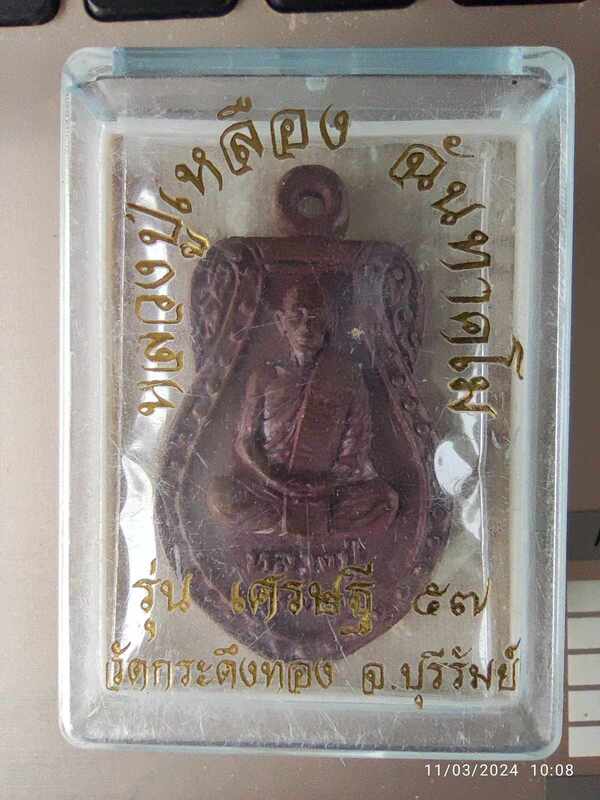 หลวงปู่เหลือง ฉันทาคโม
รุ่น เศรษฐี ๕๗
วัดกระดึงทอง อ.บุรีรัมย์
11/03/2024 10:08